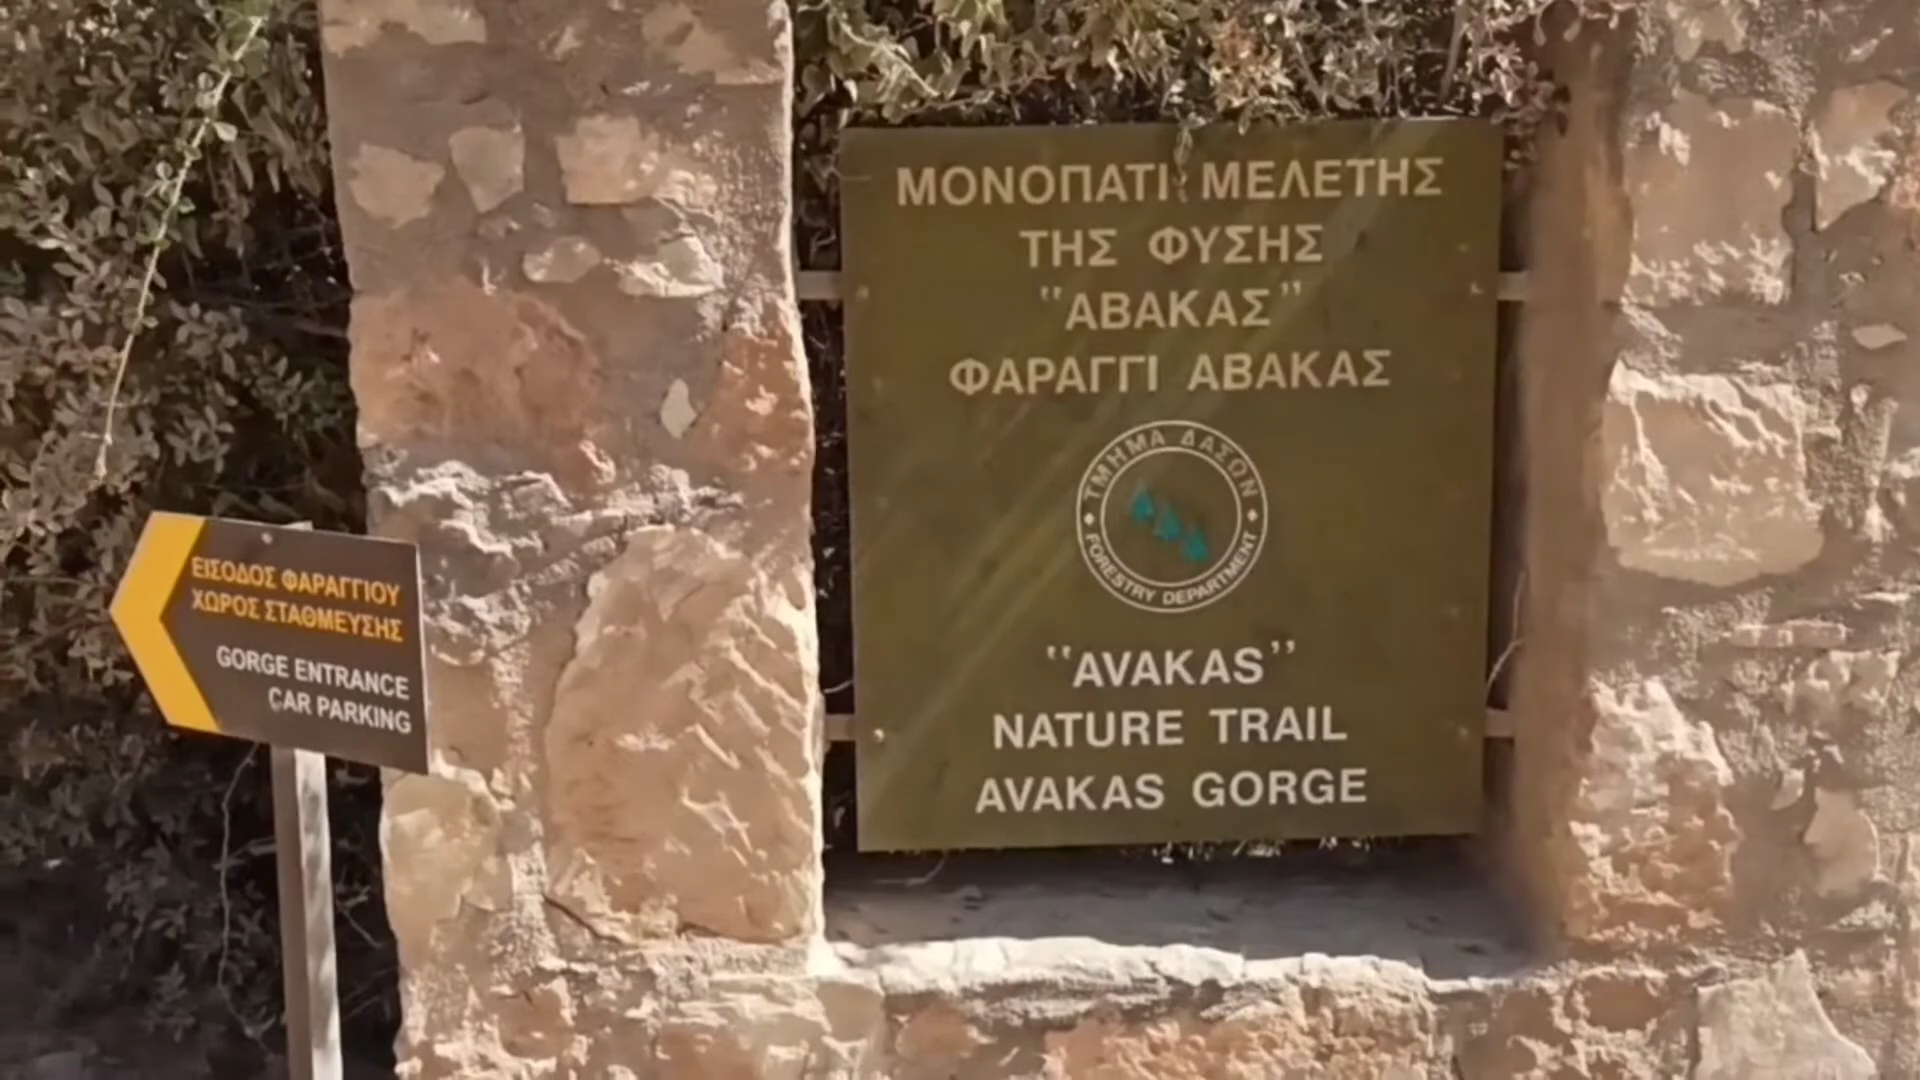 ΜΟΝΟΠΑΤΙ ΜΕΛΕΤΗΣ
ΤΗΣ ΦΥΣΗΣ
"ΑΒΑΚΑΣ"
ΦΑΡΑΓΓΙ ΑΒΑΚΑΣ
ΤΜΗΜΑ ΔΑΣΩΝ
FORESTRY DEPARTMENT
"AVAKAS"
NATURE TRAIL
AVAKAS GORGE
ΕΙΣΟΔΟΣ ΦΑΡΑΓΓΙΟΥ
ΧΩΡΟΣ ΣΤΑΘΜΕΥΣΗΣ
GORGE ENTRANCE
CAR PARKING